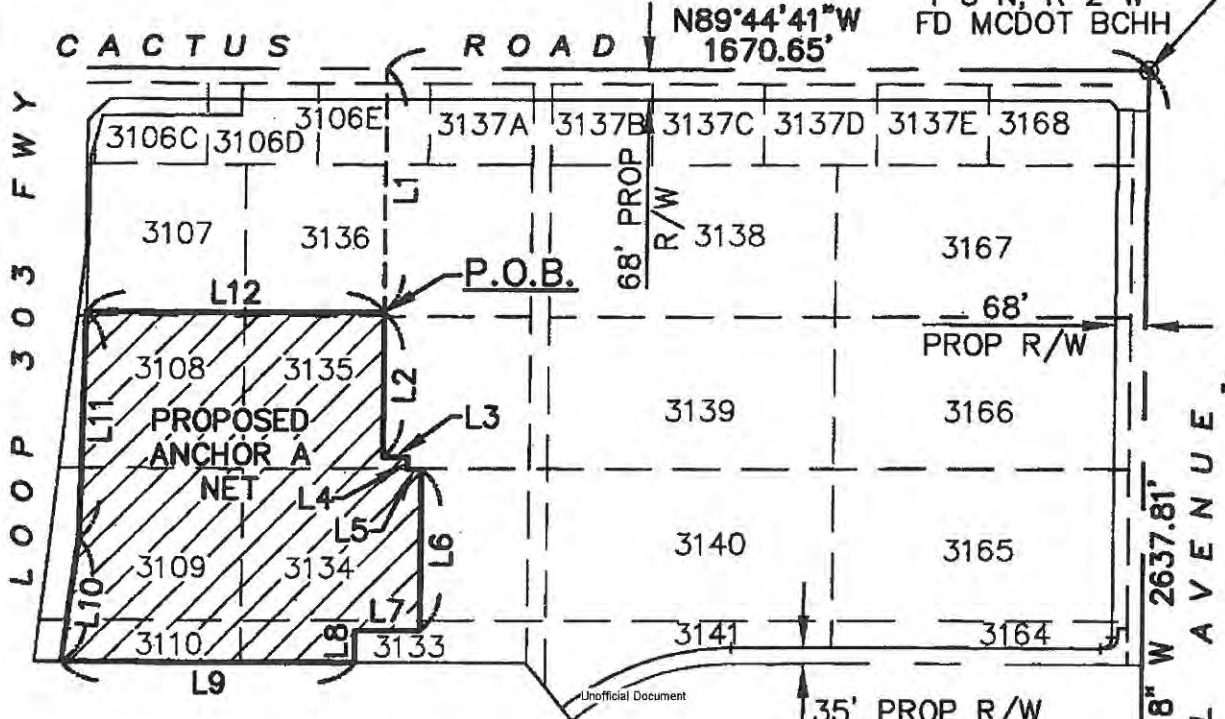 N89°44'41"W
FD MCDOT BCHH
1670.65'
CACTUS ROAD
3106C
3106D
3106E
3137A
3137B
3137C
3137D
3137E
3168
LOOP 303 FWY
L1
68' PROP
R/W
3107
3136
3138
3167
P.O.B.
L12
68'
PROP R/W
3108
3135
L2
L11
PROPOSED
ANCHOR A
NET
L3
L4
L5
3139
3166
3109
3134
L6
3140
3165
L10
L7
L8
3110
3133
3141
3164
L9
Unofficial Document
35' PROP R/W
2637.81'
8" W
L AVENUE